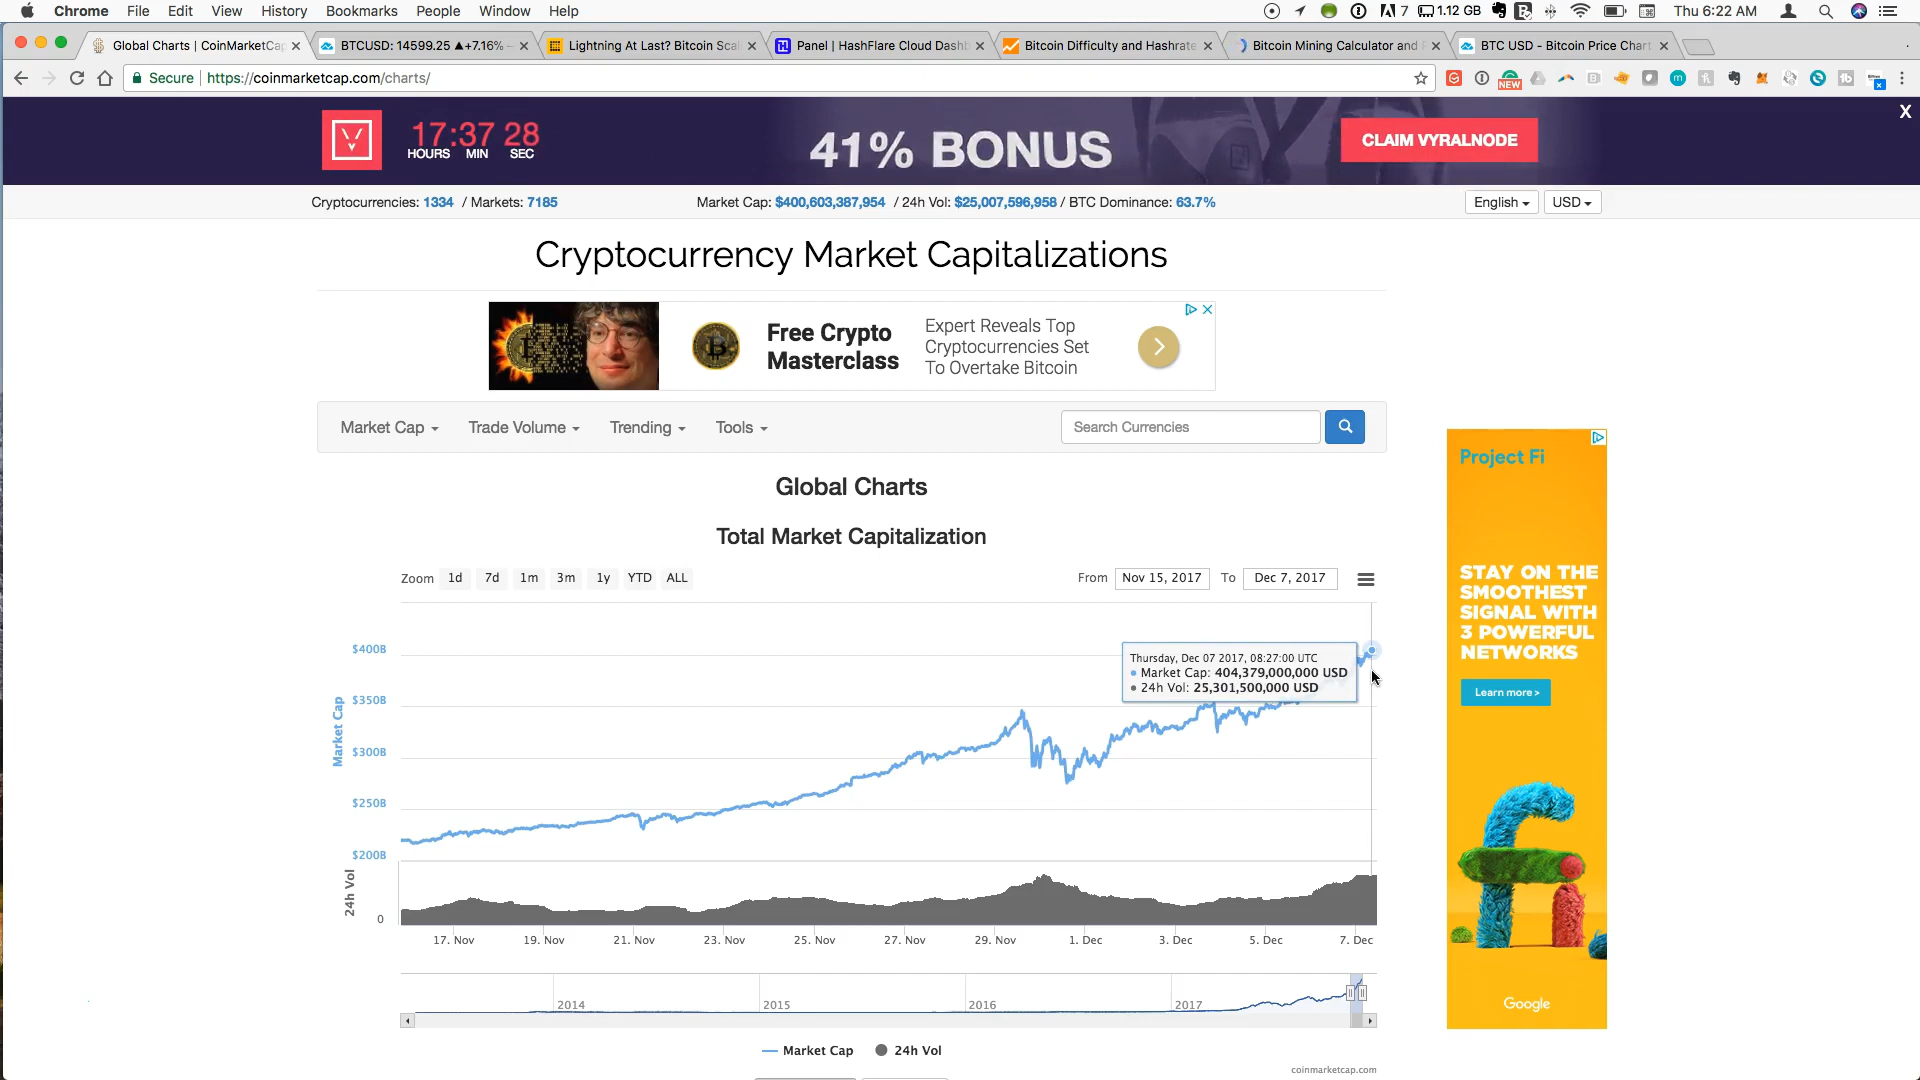 Chrome File Edit View History Bookmarks People Window Help
7 1.12 GB Thu 6:22 AM
Global Charts | CoinMarketCap
BTCUSD: 14599.25 ▲+7.16% –
Lightning At Last? Bitcoin Scal
Panel | HashFlare Cloud Dashb
Bitcoin Difficulty and Hashrate
Bitcoin Mining Calculator and P
BTC USD - Bitcoin Price Chart
Secure https://coinmarketcap.com/charts/
NEW
X
17:37 28
HOURS MIN SEC
41% BONUS
CLAIM VYRALNODE
Cryptocurrencies: 1334 / Markets: 7185
Market Cap: $400,603,387,954 / 24h Vol: $25,007,596,958 / BTC Dominance: 63.7%
English
USD
Cryptocurrency Market Capitalizations
Free Crypto
Masterclass
Expert Reveals Top
Cryptocurrencies Set
To Overtake Bitcoin
Market Cap Trade Volume Trending Tools
Search Currencies
Global Charts
Total Market Capitalization
Zoom 1d 7d 1m 3m 1y YTD ALL
From Nov 15, 2017 To Dec 7, 2017
$400B
$350B
$300B
$250B
$200B
Market Cap
24h Vol
0
Thursday, Dec 07 2017, 08:27:00 UTC
Market Cap: 404,379,000,000 USD
24h Vol: 25,301,500,000 USD
17. Nov 19. Nov 21. Nov 23. Nov 25. Nov 27. Nov 29. Nov 1. Dec 3. Dec 5. Dec 7. Dec
2014 2015 2016 2017
Market Cap 24h Vol
coinmarketcap.com
Project Fi
STAY ON THE
SMOOTHEST
SIGNAL WITH
3 POWERFUL
NETWORKS
Learn more >
Google